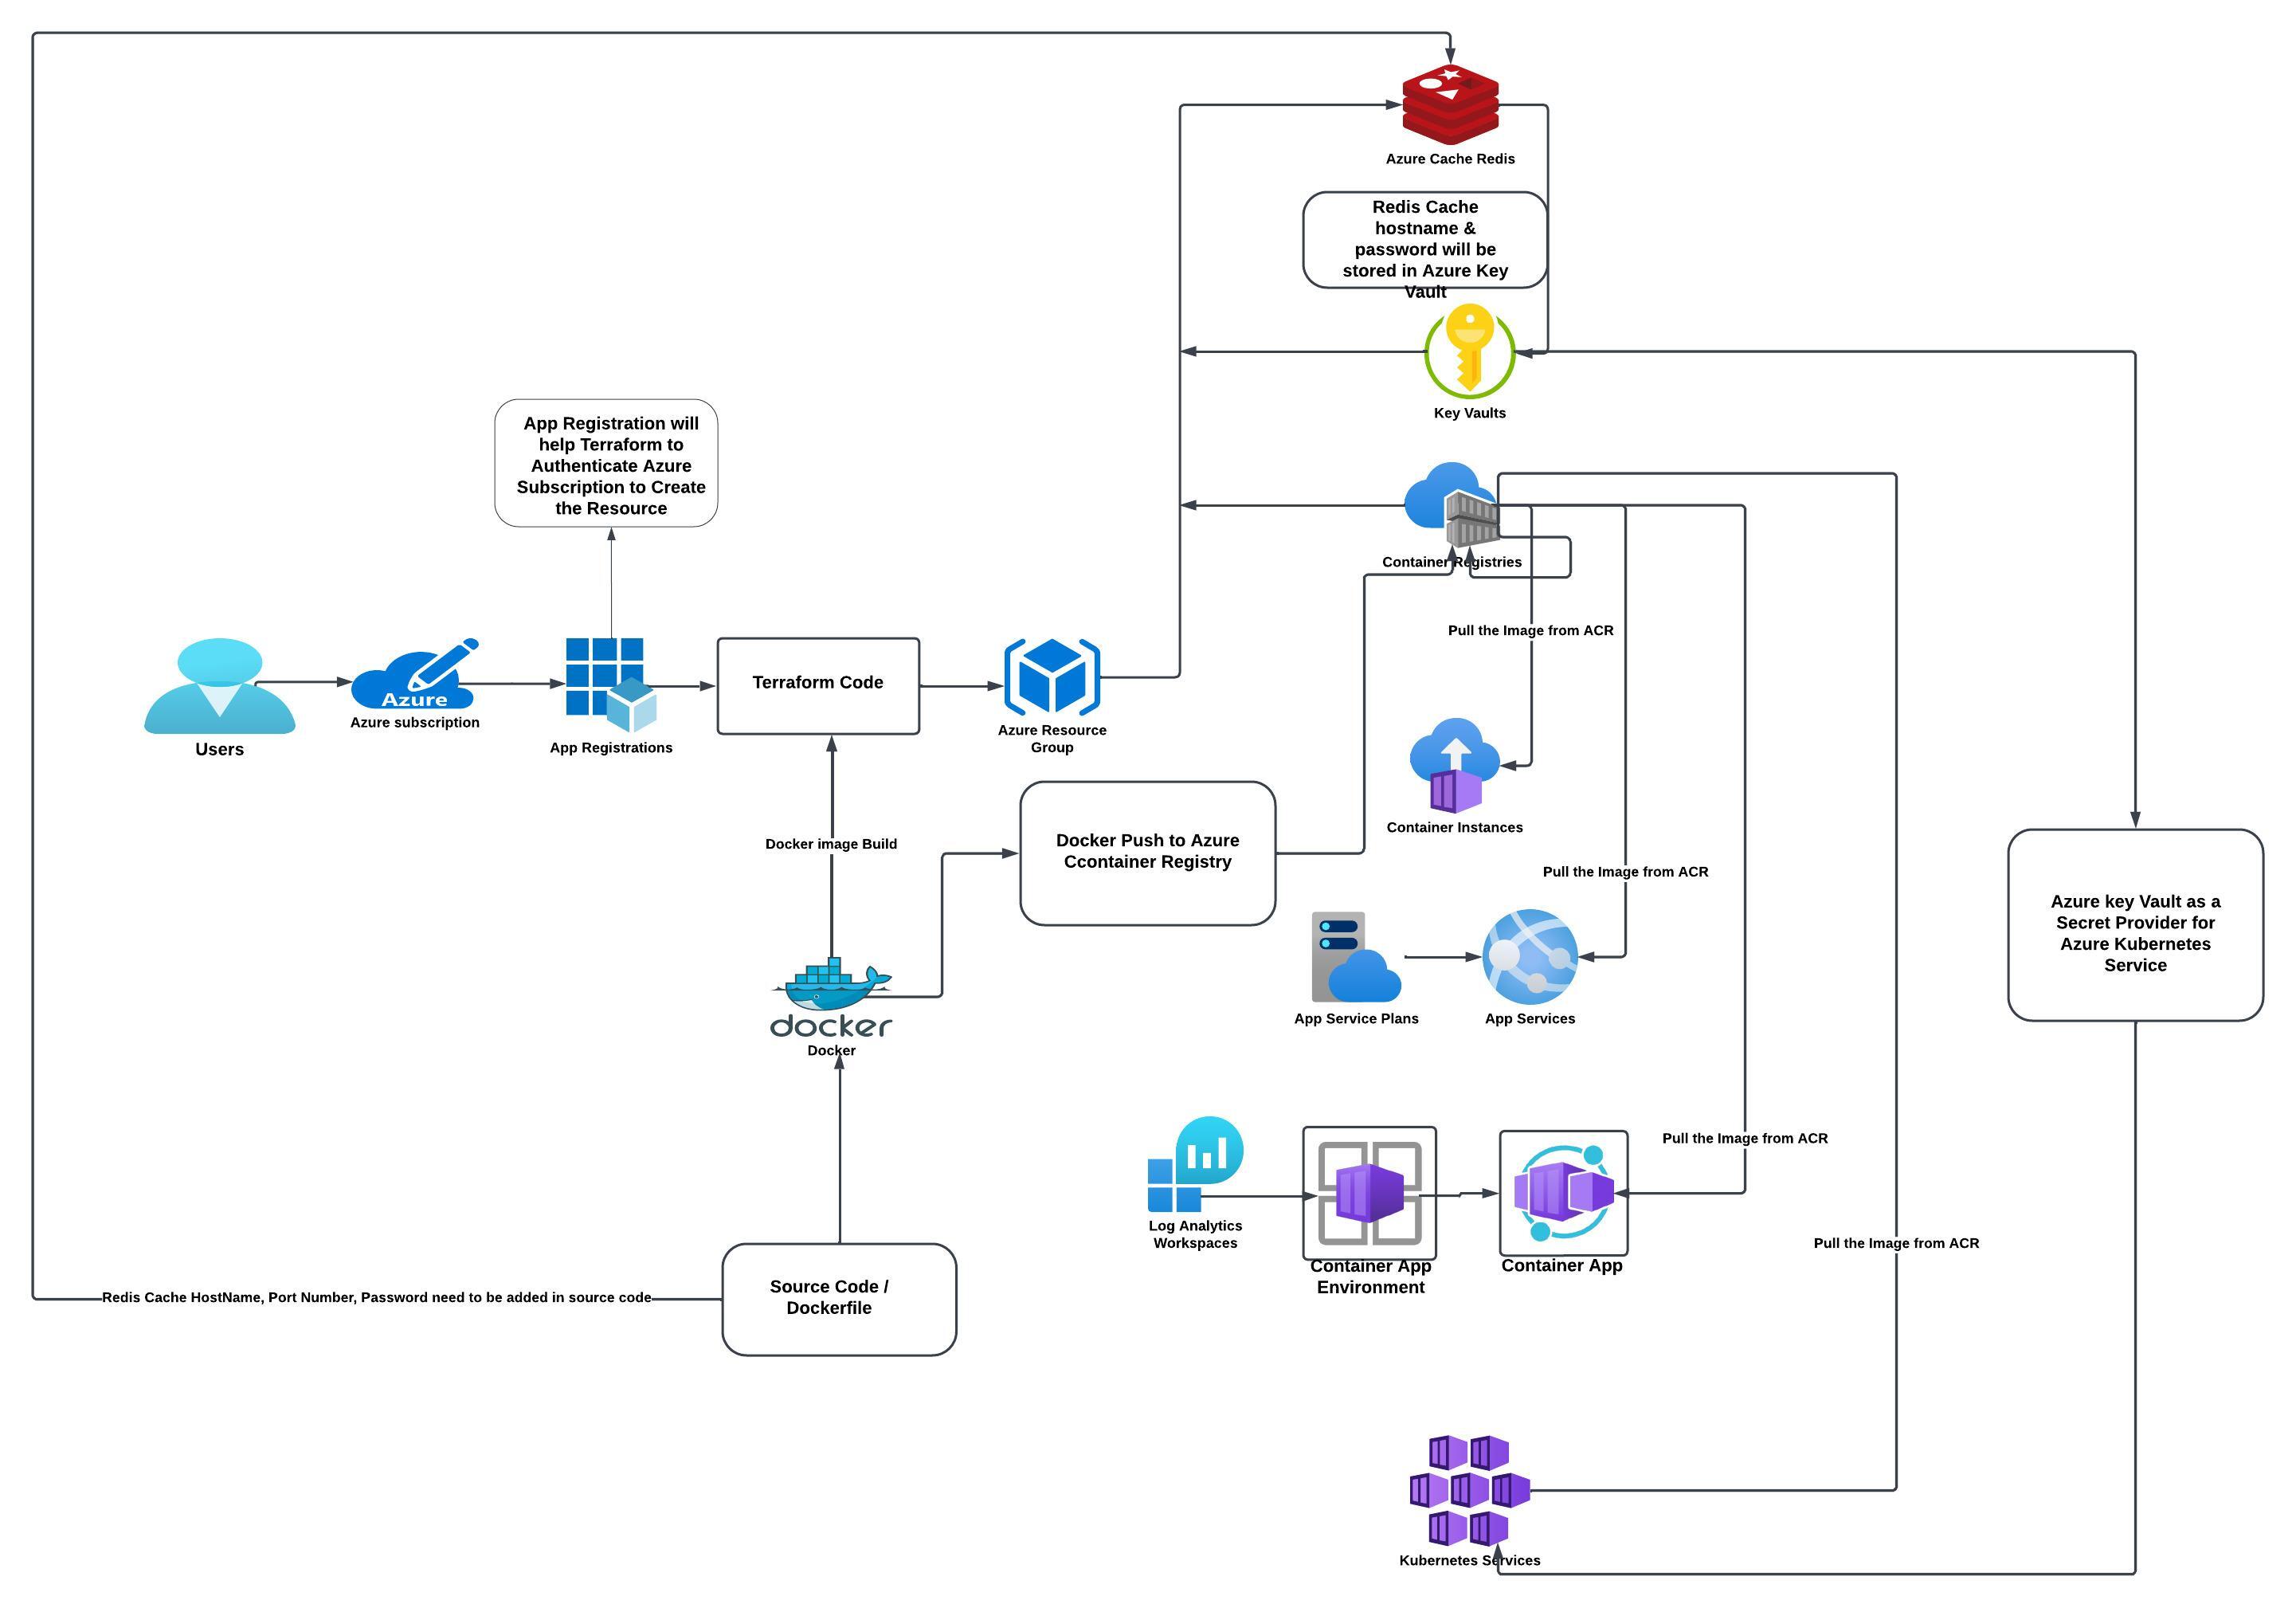 Azure Cache Redis
Redis Cache
hostname &
password will be
stored in Azure Key
Vault
Key Vaults
App Registration will
help Terraform to
Authenticate Azure
Subscription to Create
the Resource
Container Registries
Pull the Image from ACR
Users
Azure
Azure subscription
App Registrations
Terraform Code
Azure Resource
Group
Docker image Build
Docker Push to Azure
Ccontainer Registry
Container Instances
Pull the Image from ACR
Azure key Vault as a
Secret Provider for
Azure Kubernetes
Service
docker
Docker
App Service Plans
App Services
Pull the Image from ACR
Log Analytics
Workspaces
Container App
Environment
Container App
Pull the Image from ACR
Redis Cache HostName, Port Number, Password need to be added in source code
Source Code /
Dockerfile
Kubernetes Services